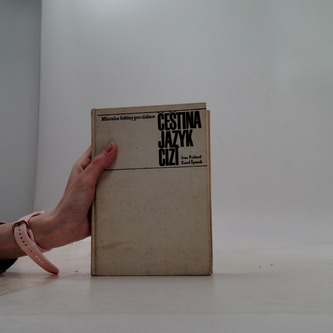 Mluvnice češtiny pro cizince
ČEŠTINA
JAZYK
CIZÍ
Ivan Poldauf
Karel Šprunk